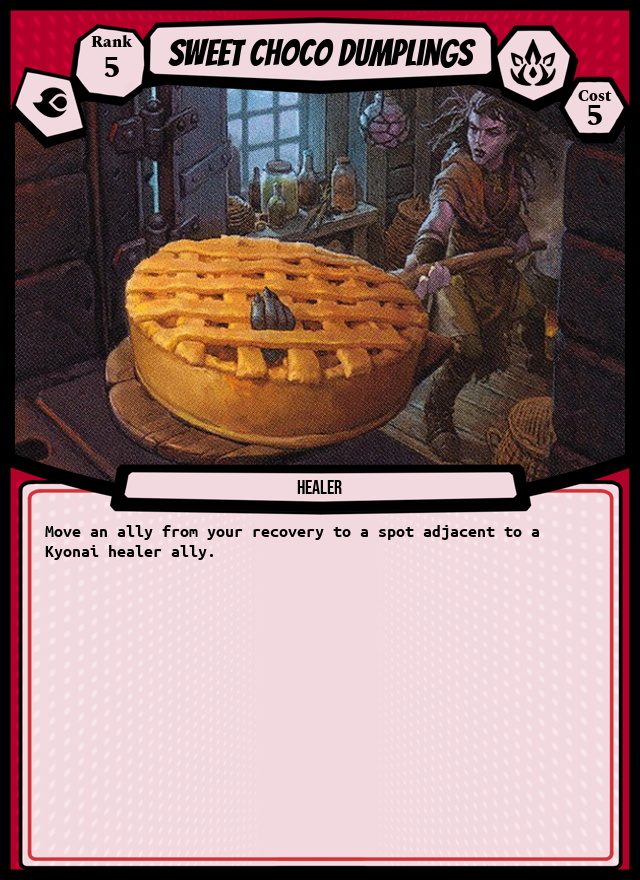 Rank
5
SWEET CHOCO DUMPLINGS
Cost
5
HEALER
Move an ally from your recovery to a spot adjacent to a
Kyonai healer ally.